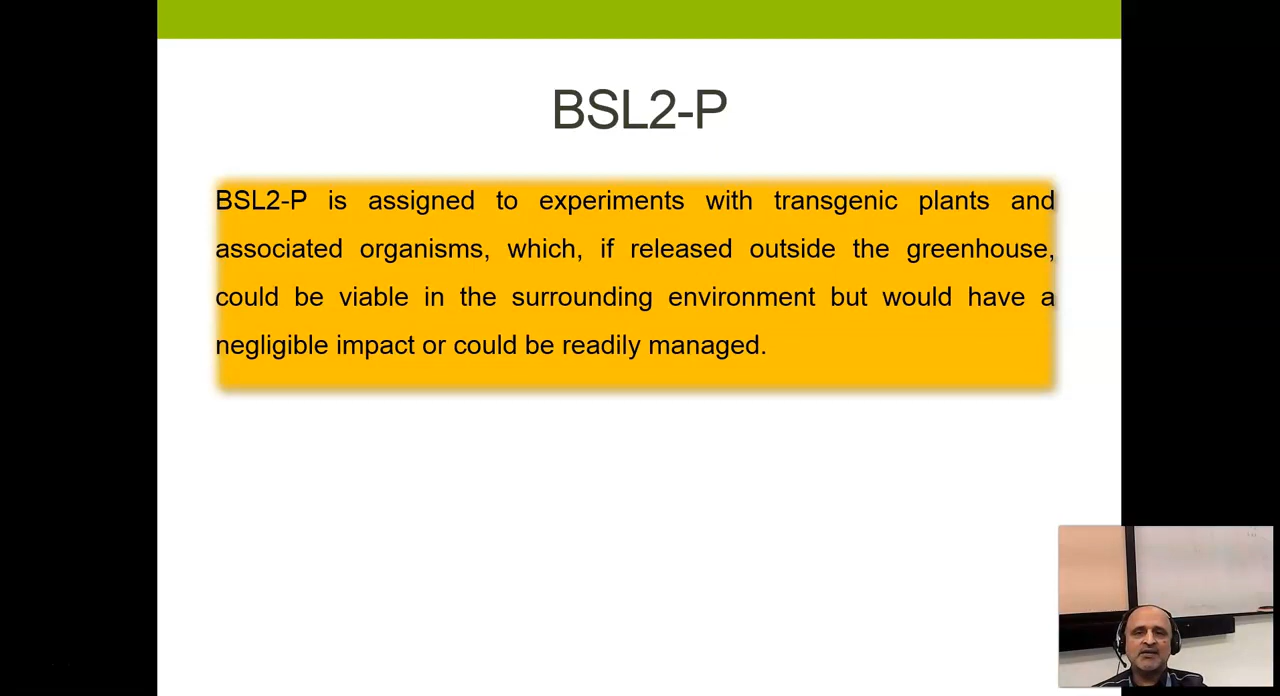 BSL2-P
BSL2-P is assigned to experiments with transgenic plants and
associated organisms, which, if released outside the greenhouse,
could be viable in the surrounding environment but would have a
negligible impact or could be readily managed.